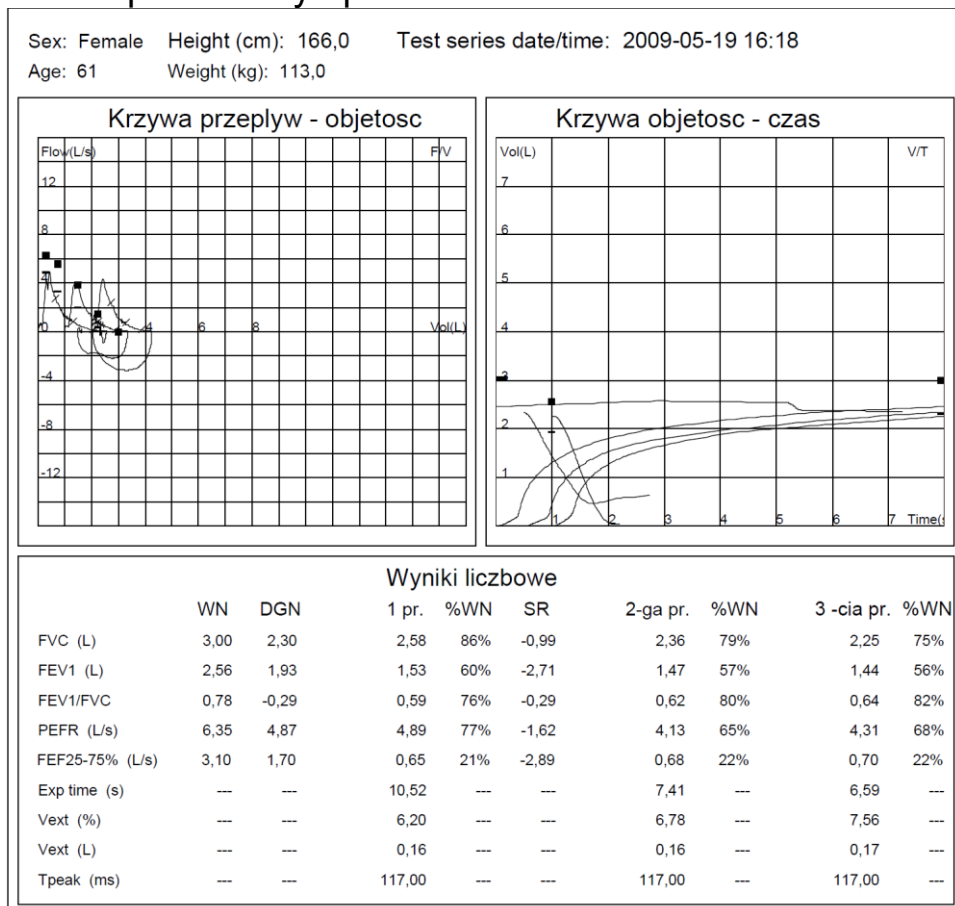 Sex: Female Height (cm): 166,0 Test series date/time: 2009-05-19 16:18
Age: 61 Weight (kg): 113,0
Krzywa przeplyw - objetosc
Flow(L/s) F/V
12
8
4
0 4 6 8 Vol(L)
-4
-8
-12
Krzywa objetosc - czas
Vol(L) V/T
7
6
5
4
3
2
1
1 2 3 4 5 6 7 Time(s
Wyniki liczbowe
WN DGN 1 pr. %WN SR 2-ga pr. %WN 3 -cia pr. %WN
FVC (L) 3,00 2,30 2,58 86% -0,99 2,36 79% 2,25 75%
FEV1 (L) 2,56 1,93 1,53 60% -2,71 1,47 57% 1,44 56%
FEV1/FVC 0,78 -0,29 0,59 76% -0,29 0,62 80% 0,64 82%
PEFR (L/s) 6,35 4,87 4,89 77% -1,62 4,13 65% 4,31 68%
FEF25-75% (L/s) 3,10 1,70 0,65 21% -2,89 0,68 22% 0,70 22%
Exp time (s) --- --- 10,52 --- --- 7,41 --- 6,59 ---
Vext (%) --- --- 6,20 --- --- 6,78 --- 7,56 ---
Vext (L) --- --- 0,16 --- --- 0,16 --- 0,17 ---
Tpeak (ms) --- --- 117,00 --- --- 117,00 --- 117,00 ---